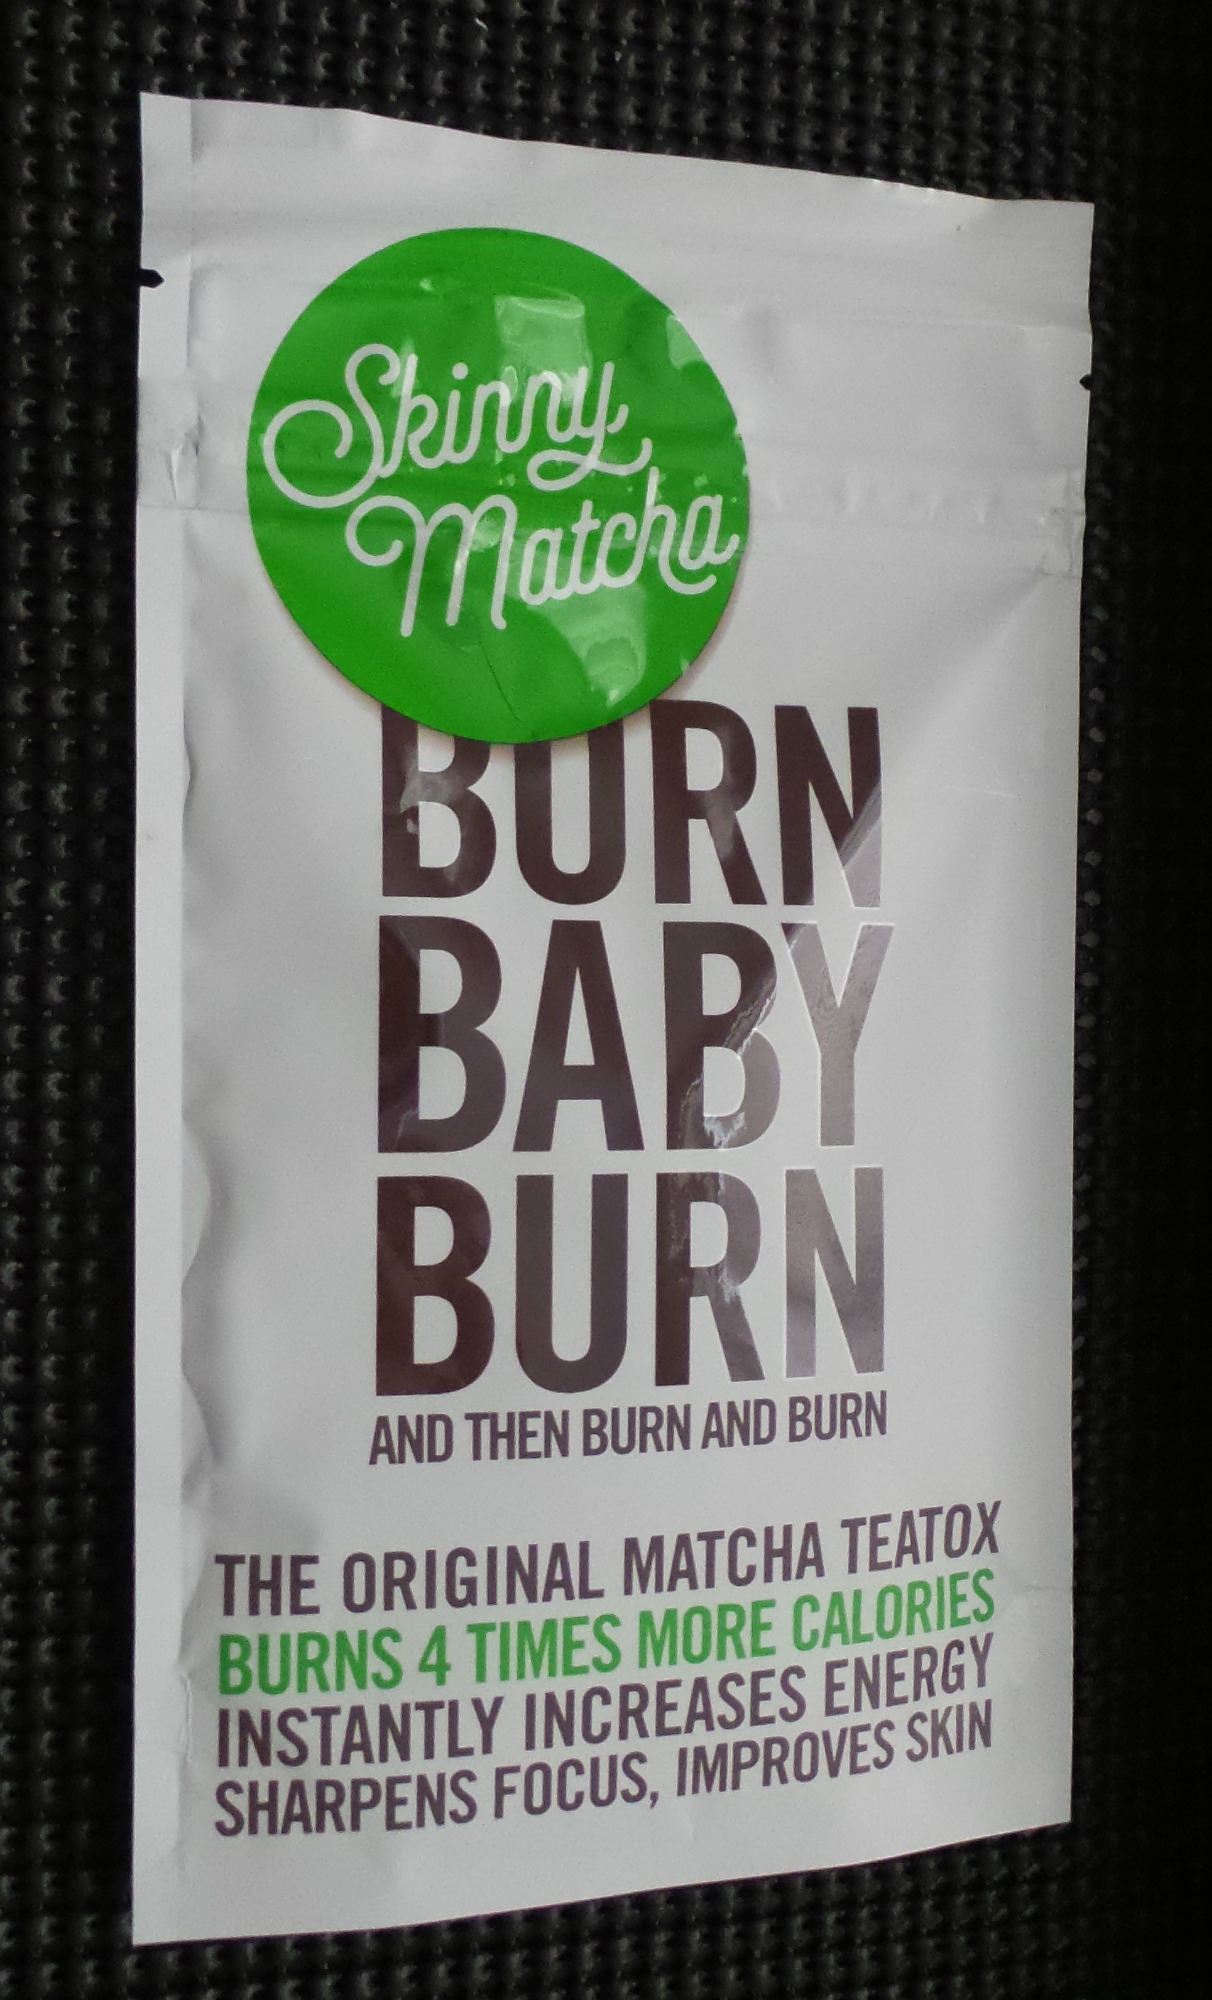 Skinny
Matcha
BURN
BABY
BURN
AND THEN BURN AND BURN
THE ORIGINAL MATCHA TEATOX
BURNS 4 TIMES MORE CALORIES
INSTANTLY INCREASES ENERGY
SHARPENS FOCUS, IMPROVES SKIN